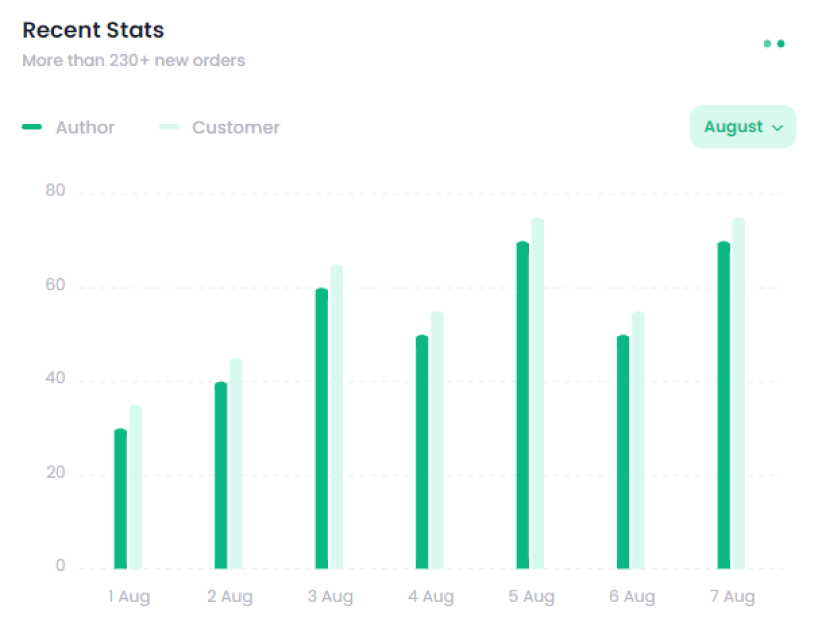 Recent Stats
More than 230+ new orders
Author Customer
August
80
60
40
20
0
1 Aug 2 Aug 3 Aug 4 Aug 5 Aug 6 Aug 7 Aug